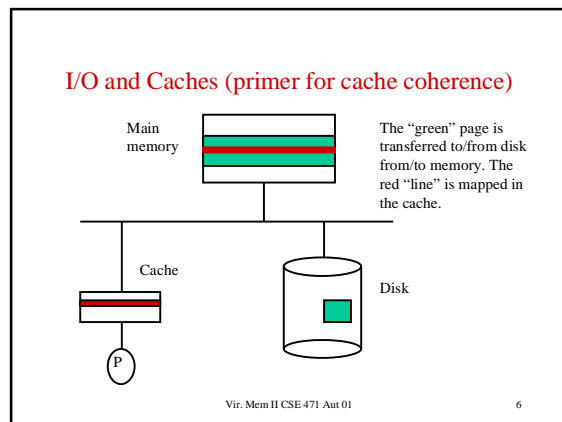 I/O and Caches (primer for cache coherence)
Main
memory
The “green” page is
transferred to/from disk
from/to memory. The
red “line” is mapped in
the cache.
Cache
Disk
P
Vir. Mem II CSE 471 Aut 01
6